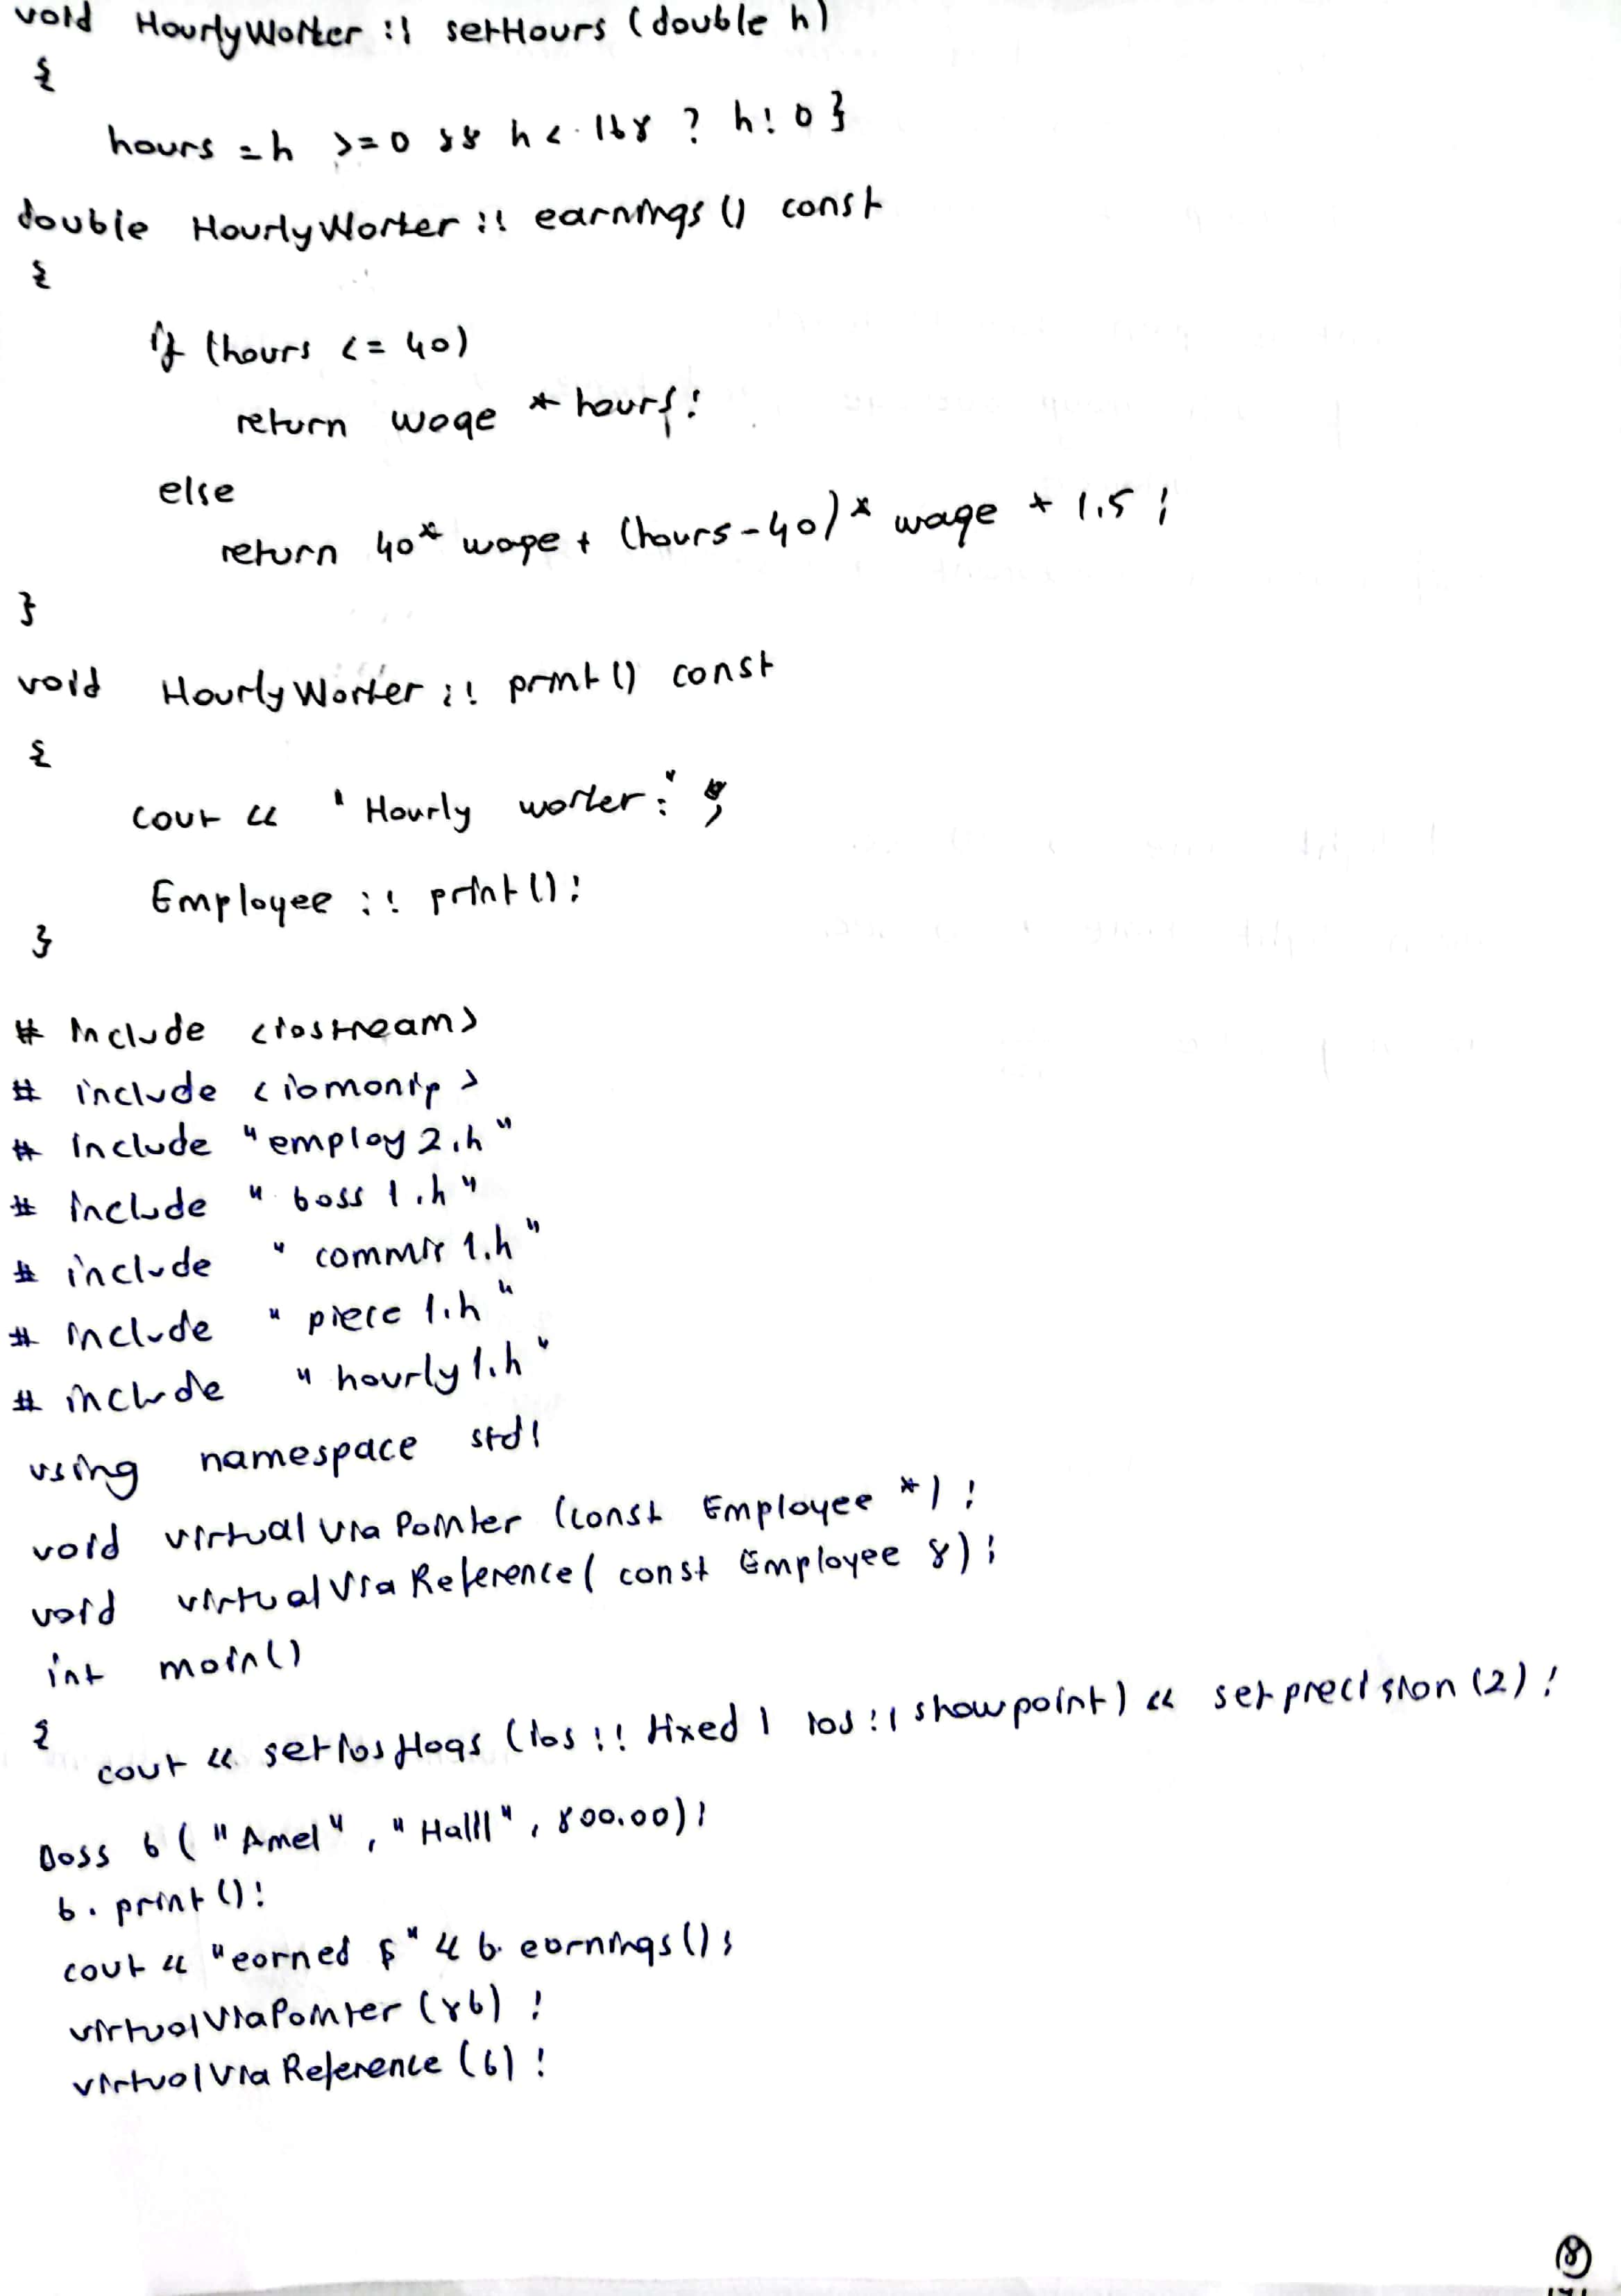 void HourlyWorker :: setHours (double h)
{
hours = h >= 0 && h < 168 ? h : 0 }
double HourlyWorker :: earnings () const
{
if (hours <= 40)
return wage * hours;
else
return 40* wage + (hours - 40) * wage * 1.5 ;
}
void HourlyWorker :: print () const
{
cout << " Hourly worker : " ;
Employee :: print ();
}
# include <iostream>
# include <iomanip >
# include "employ2.h"
# include " boss 1.h "
# include " commis 1.h "
# include " piece 1.h "
# include " hourly 1.h "
using namespace std;
void virtualViaPointer (const Employee *) ;
void virtualViaReference ( const Employee &) ;
int main ()
{
cout << setiosflags (ios :: fixed | ios :: showpoint ) << setprecision (2) ;
Boss b ( "Amel" , " Halil" , 800.00) ;
b. print ();
cout << "earned $" << b. earnings () ;
virtualViaPointer (&b) ;
virtualViaReference (b) ;
8